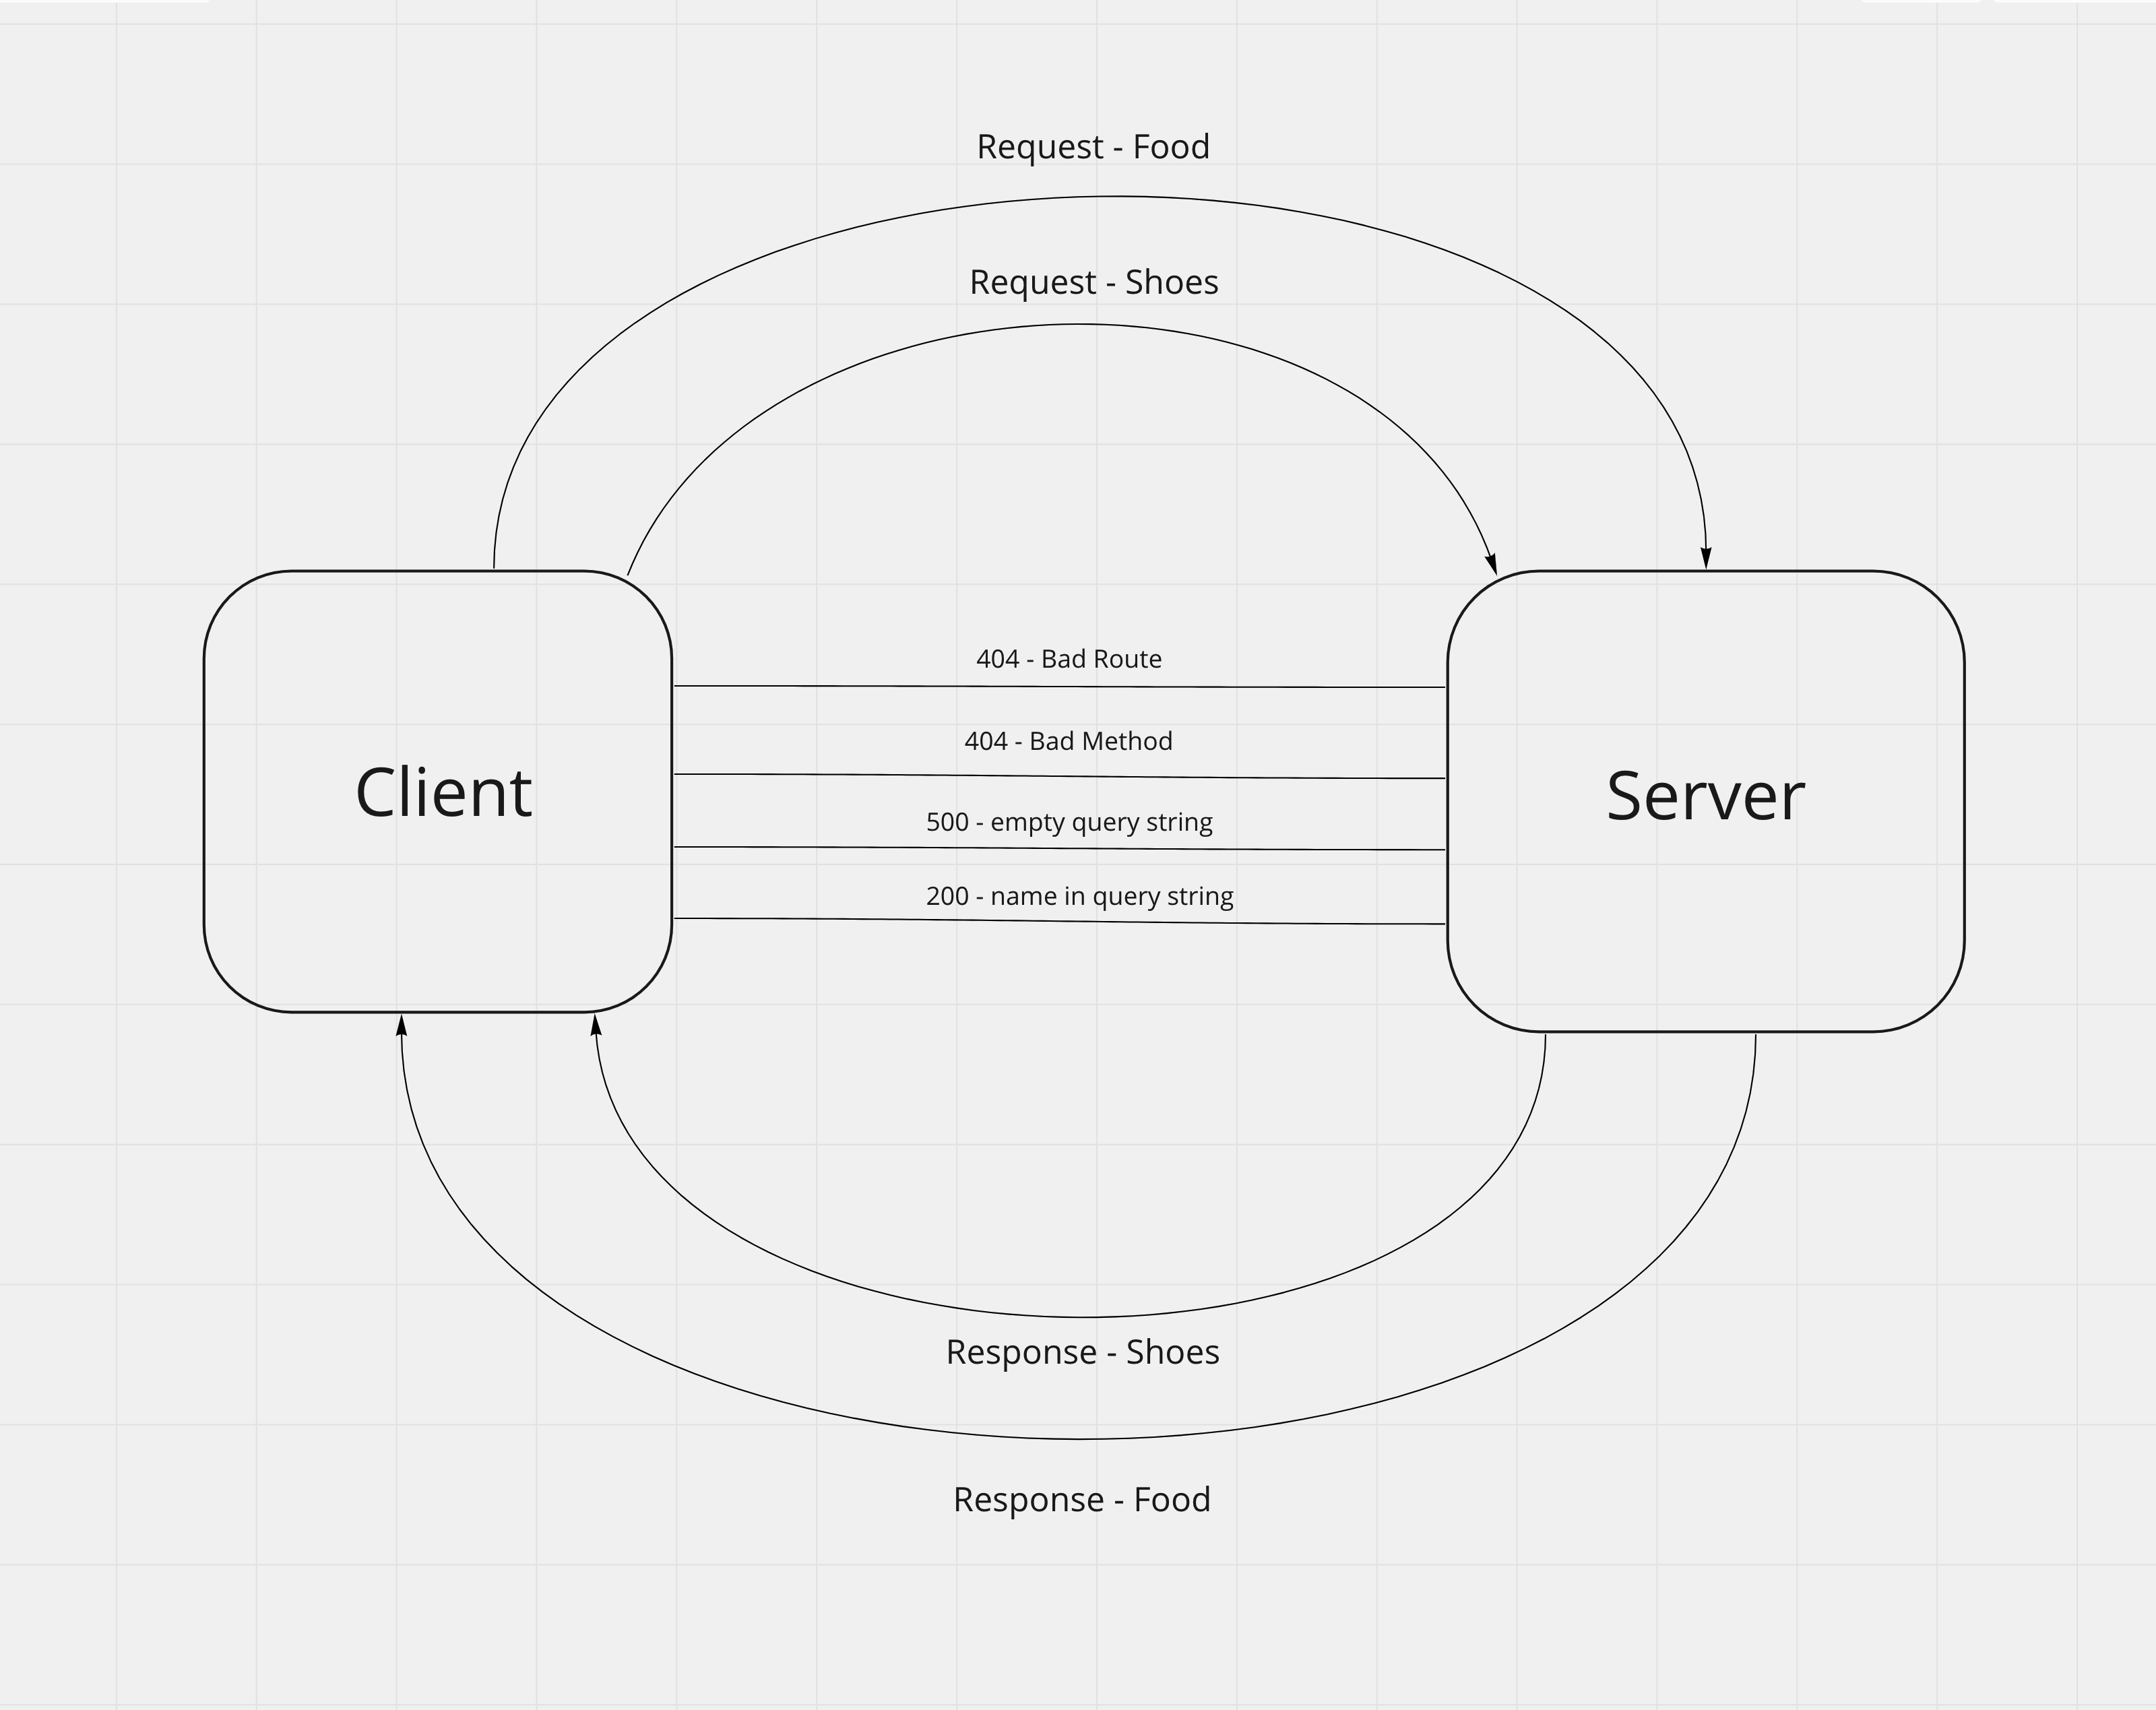 Request - Food
Request - Shoes
404 - Bad Route
404 - Bad Method
Client
Server
500 - empty query string
200 - name in query string
Response - Shoes
Response - Food